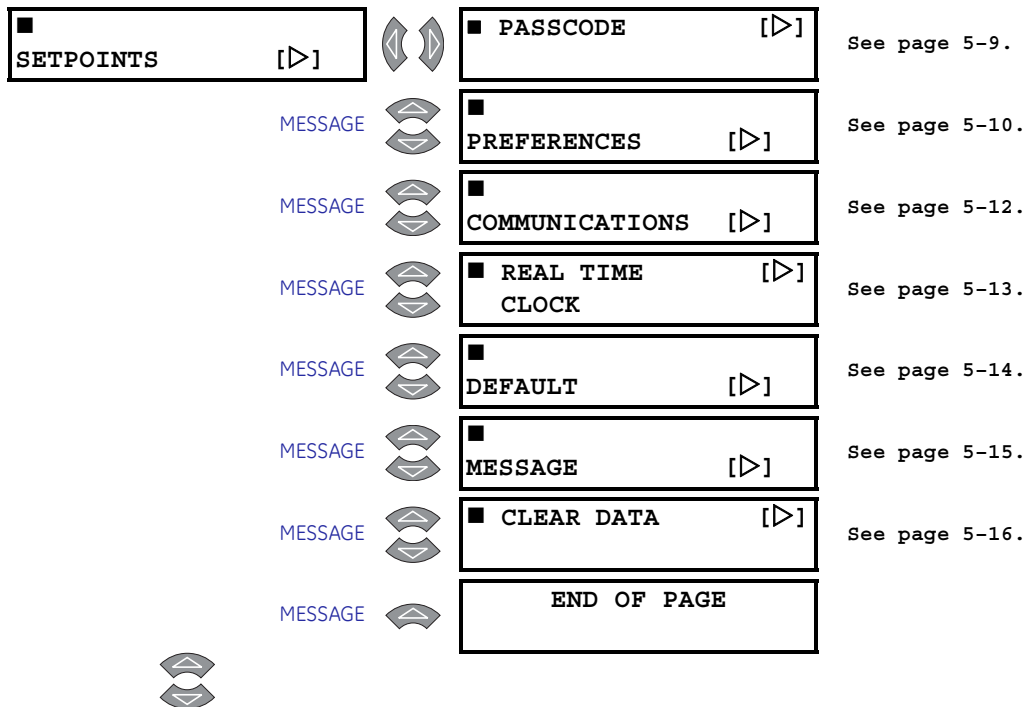 ■
SETPOINTS [▷]
■ PASSCODE [▷]
See page 5-9.
MESSAGE
■
PREFERENCES [▷]
See page 5-10.
MESSAGE
■
COMMUNICATIONS [▷]
See page 5-12.
MESSAGE
■ REAL TIME [▷]
CLOCK
See page 5-13.
MESSAGE
■
DEFAULT [▷]
See page 5-14.
MESSAGE
■
MESSAGE [▷]
See page 5-15.
MESSAGE
■ CLEAR DATA [▷]
See page 5-16.
MESSAGE
END OF PAGE